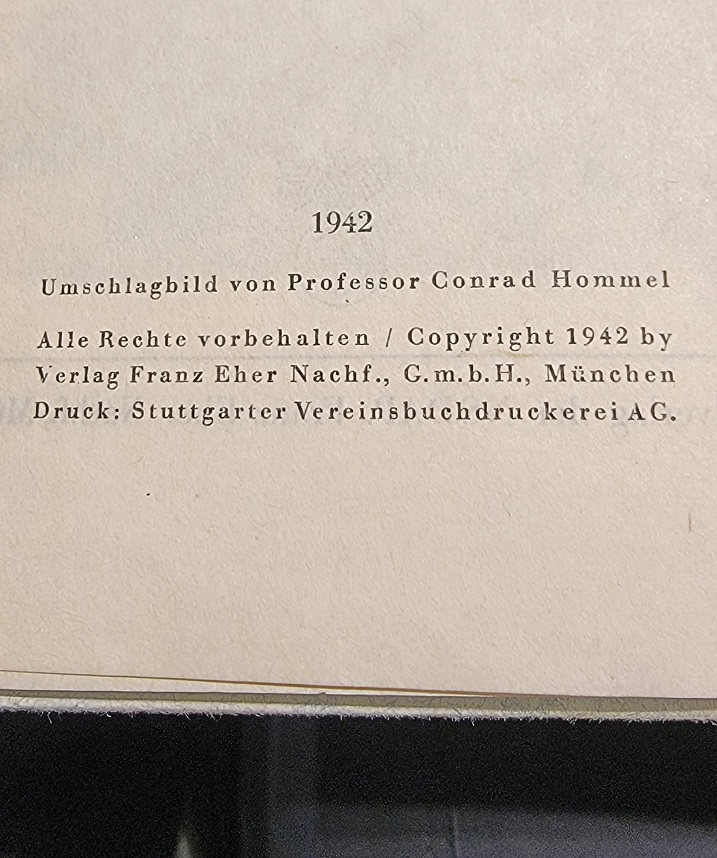 1942
Umschlagbild von Professor Conrad Hommel
Alle Rechte vorbehalten / Copyright 1942 by
Verlag Franz Eher Nachf., G.m.b.H., München
Druck: Stuttgarter Vereinsbuchdruckerei AG.